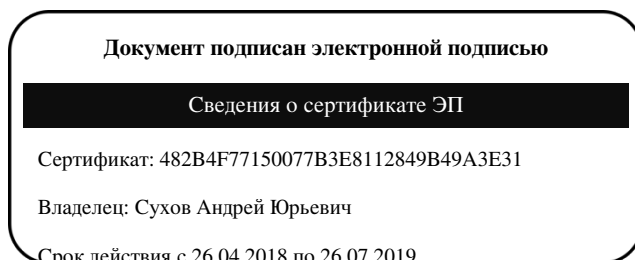 Документ подписан электронной подписью
Сведения о сертификате ЭП
Сертификат: 482B4F77150077B3E8112849B49A3E31
Владелец: Сухов Андрей Юрьевич
Срок действия с 26.04.2018 по 26.07.2019